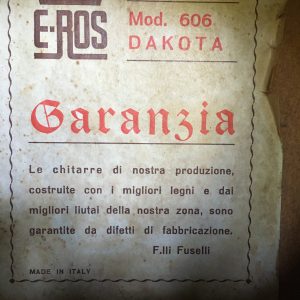 E-ROS
Mod. 606
DAKOTA
Garanzia
Le chitarre di nostra produzione,
costruite con i migliori legni e dai
migliori liutai della nostra zona, sono
garantite da difetti di fabbricazione.
F.lli Fuselli
MADE IN ITALY